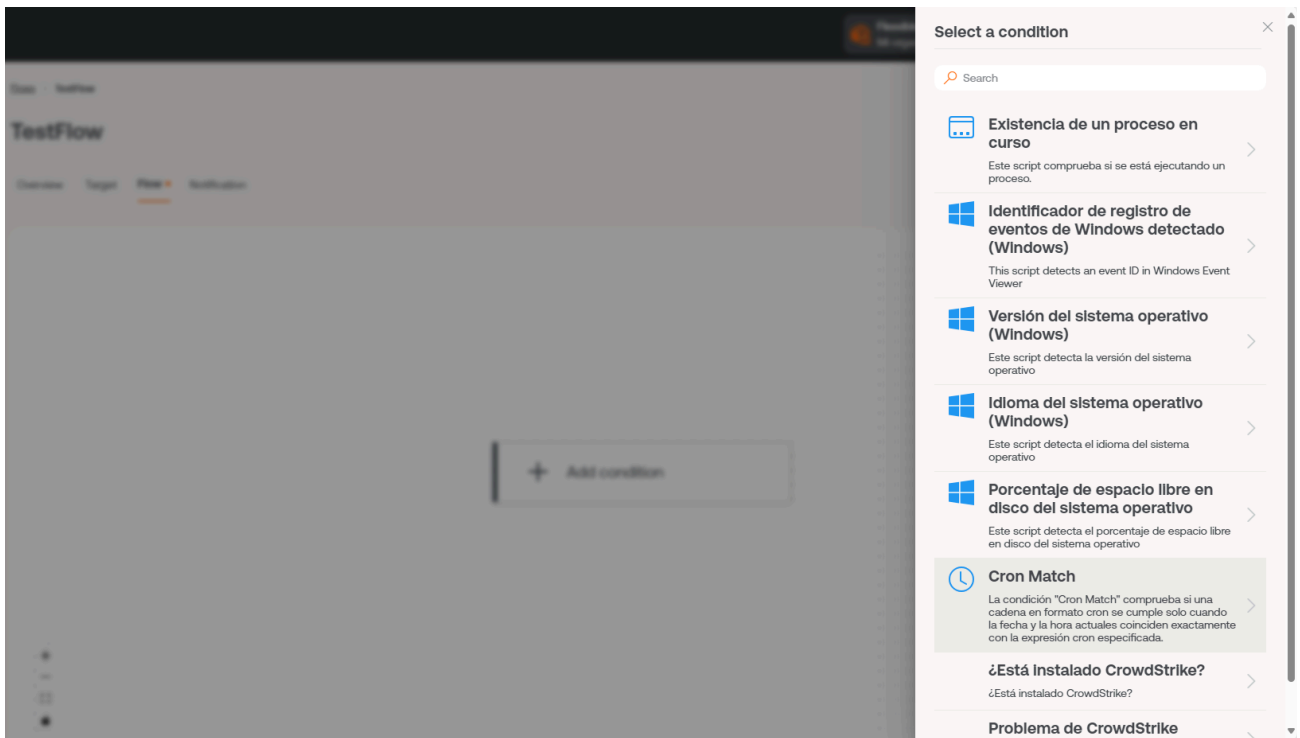 Select a condition
Search
Existencia de un proceso en
curso
Este script comprueba si se está ejecutando un
proceso.
Identificador de registro de
eventos de Windows detectado
(Windows)
This script detects an event ID in Windows Event
Viewer
Versión del sistema operativo
(Windows)
Este script detecta la versión del sistema
operativo
Idioma del sistema operativo
(Windows)
Este script detecta el idioma del sistema
operativo
Porcentaje de espacio libre en
disco del sistema operativo
Este script detecta el porcentaje de espacio libre
en disco del sistema operativo
Cron Match
La condición "Cron Match" comprueba si una
cadena en formato cron se cumple solo cuando
la fecha y la hora actuales coinciden exactamente
con la expresión cron especificada.
¿Está instalado CrowdStrike?
¿Está instalado CrowdStrike?
Problema de CrowdStrike
TestFlow
TestFlow
Overview Target Flow Notification
Add condition